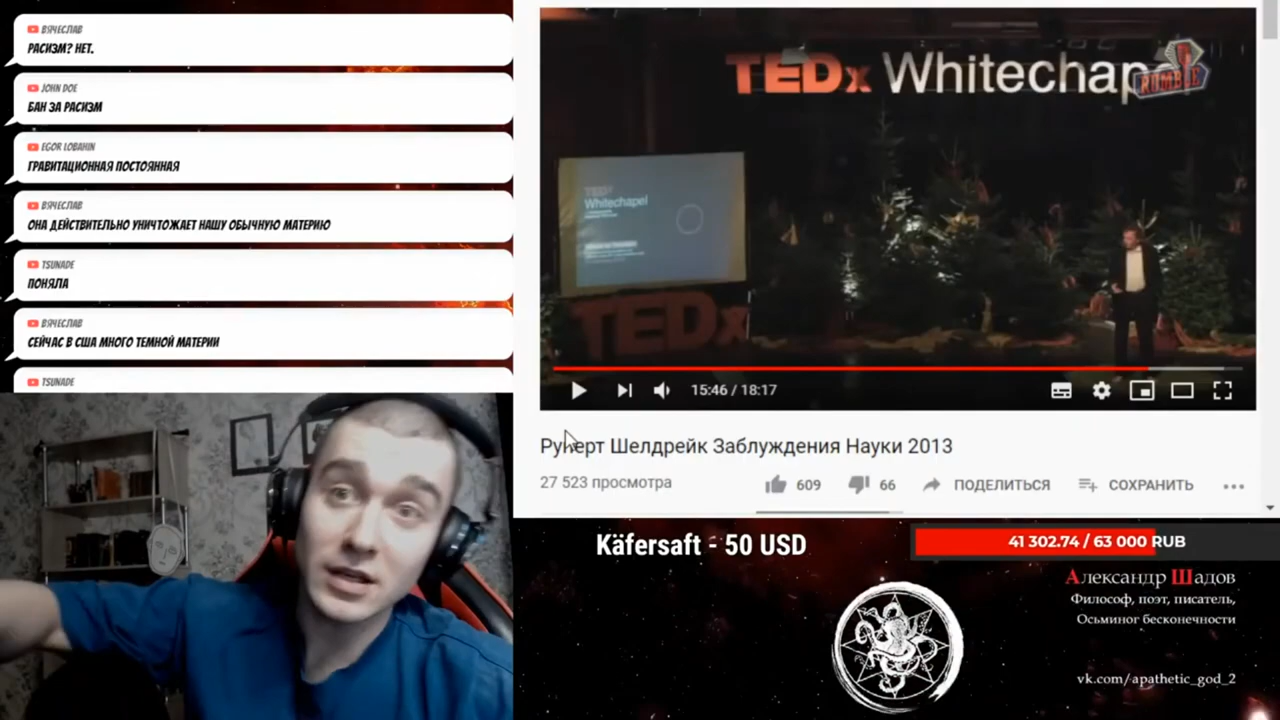 ВЯЧЕСЛАВ
РАСИЗМ? НЕТ.
JOHN DOE
БАН ЗА РАСИЗМ
EGOR LOBAHIN
ГРАВИТАЦИОННАЯ ПОСТОЯННАЯ
ВЯЧЕСЛАВ
ОНА ДЕЙСТВИТЕЛЬНО УНИЧТОЖАЕТ НАШУ ОБЫЧНУЮ МАТЕРИЮ
TSUNADE
ПОНЯЛА
ВЯЧЕСЛАВ
СЕЙЧАС В США МНОГО ТЕМНОЙ МАТЕРИИ
TSUNADE
TEDx Whitechap
RUMBLE
TEDx
Whitechapel
TEDx
15:46 / 18:17
Руперт Шелдрейк Заблуждения Науки 2013
27 523 просмотра
609
66
ПОДЕЛИТЬСЯ
СОХРАНИТЬ
Käfersaft - 50 USD
41 302.74 / 63 000 RUB
Александр Шадов
Философ, поэт, писатель,
Осьминог бесконечности
vk.com/apathetic_god_2